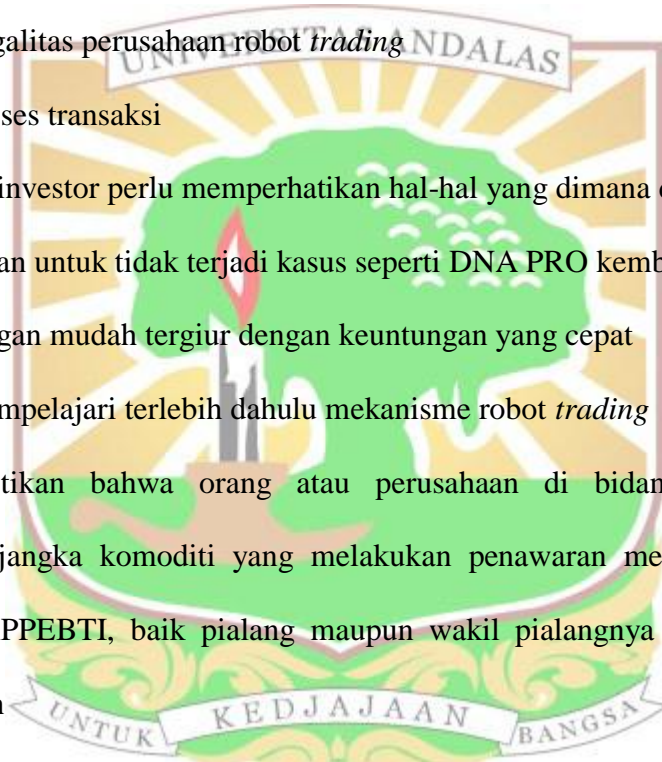 galitas perusahaan robot trading
UNIVERSITAS ANDALAS
ses transaksi
investor perlu memperhatikan hal-hal yang dimana
an untuk tidak terjadi kasus seperti DNA PRO kemb
gan mudah tergiur dengan keuntungan yang cepat
mpelajari terlebih dahulu mekanisme robot trading
tikan bahwa orang atau perusahaan di bidan
jangka komoditi yang melakukan penawaran me
PPEBTI, baik pialang maupun wakil pialangnya
UNTUK KEDJAJAAN BANGSA